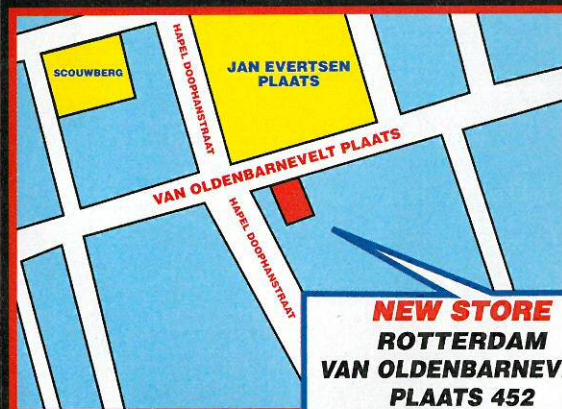 SCOUWBERG
HAPEL DOOPHANSTRAAT
JAN EVERTSEN
PLAATS
VAN OLDENBARNEVELT PLAATS
HAPEL DOOPHANSTRAAT
NEW STORE
ROTTERDAM
VAN OLDENBARNEV
PLAATS 452